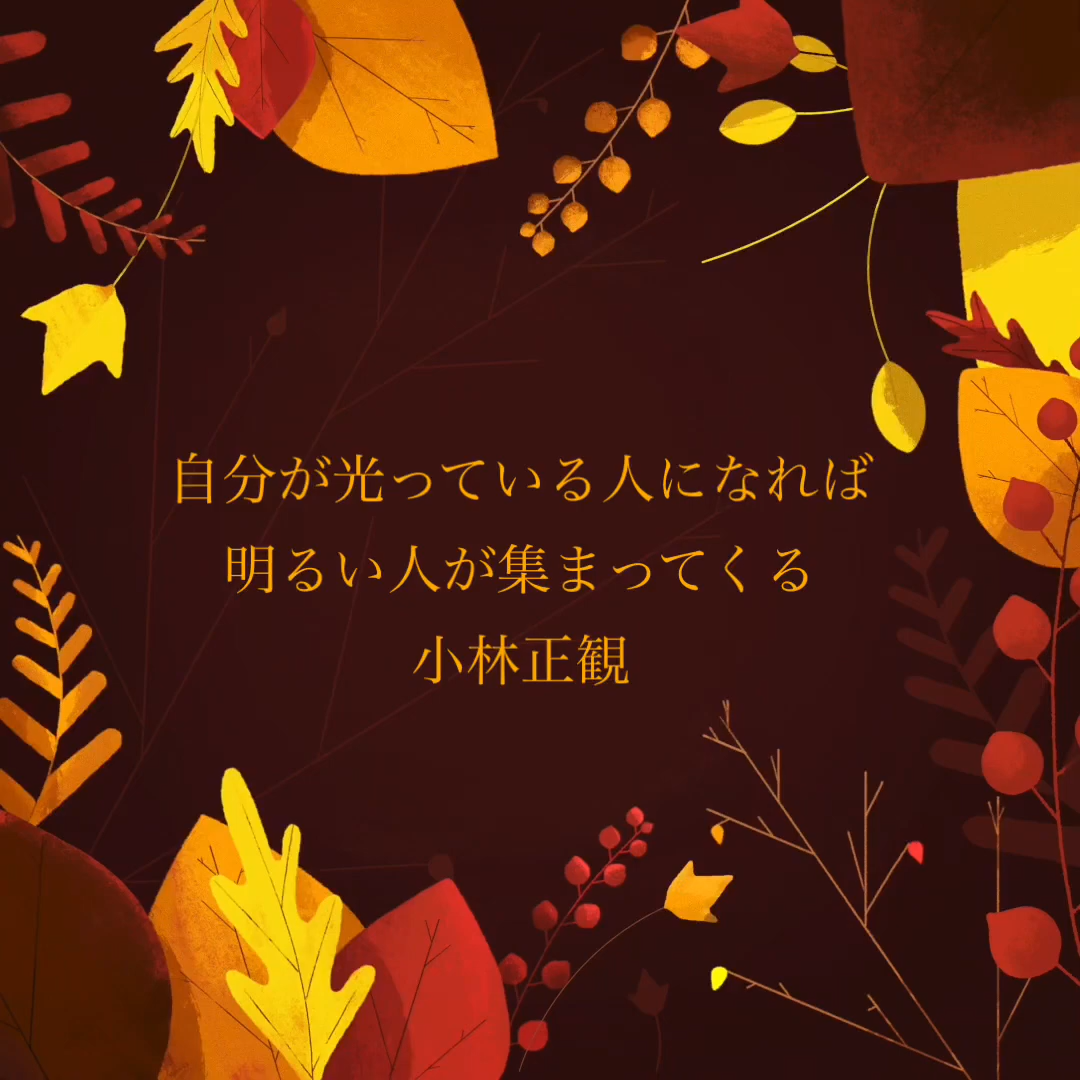 自分が光っている人になれば
明るい人が集まってくる
小林正観